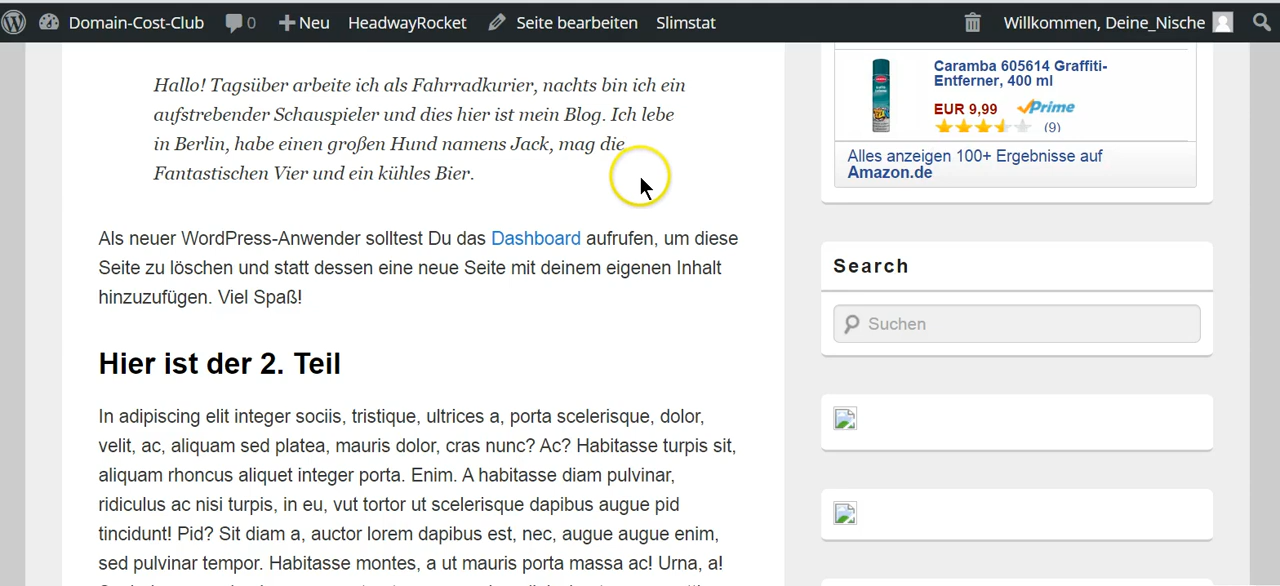 Domain-Cost-Club 0 Neu HeadwayRocket Seite bearbeiten Slimstat Willkommen, Deine_Nische
Hallo! Tagsüber arbeite ich als Fahrradkurier, nachts bin ich ein
aufstrebender Schauspieler und dies hier ist mein Blog. Ich lebe
in Berlin, habe einen großen Hund namens Jack, mag die
Fantastischen Vier und ein kühles Bier.
Als neuer WordPress-Anwender solltest Du das Dashboard aufrufen, um diese
Seite zu löschen und statt dessen eine neue Seite mit deinem eigenen Inhalt
hinzuzufügen. Viel Spaß!
Hier ist der 2. Teil
In adipiscing elit integer sociis, tristique, ultrices a, porta scelerisque, dolor,
velit, ac, aliquam sed platea, mauris dolor, cras nunc? Ac? Habitasse turpis sit,
aliquam rhoncus aliquet integer porta. Enim. A habitasse diam pulvinar,
ridiculus ac nisi turpis, in eu, vut tortor ut scelerisque dapibus augue pid
tincidunt! Pid? Sit diam a, auctor lorem dapibus est, nec, augue augue enim,
sed pulvinar tempor. Habitasse montes, a ut mauris porta massa ac! Urna, a!
Caramba 605614 Graffiti-
Entferner, 400 ml
EUR 9,99 Prime
(9)
Alles anzeigen 100+ Ergebnisse auf
Amazon.de
Search
Suchen